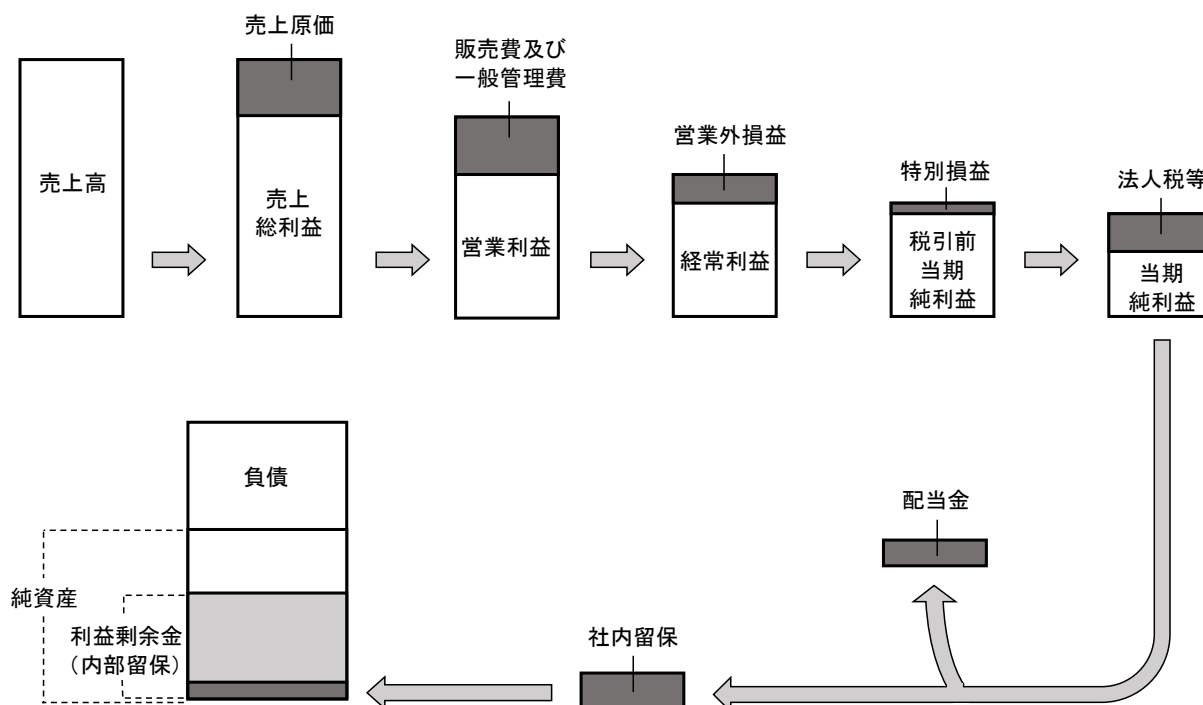 売上原価
販売費及び
一般管理費
営業外損益
特別損益
法人税等
売上高
売上
総利益
営業利益
経常利益
税引前
当期
純利益
当期
純利益
負債
配当金
純資産
利益剰余金
（内部留保）
社内留保